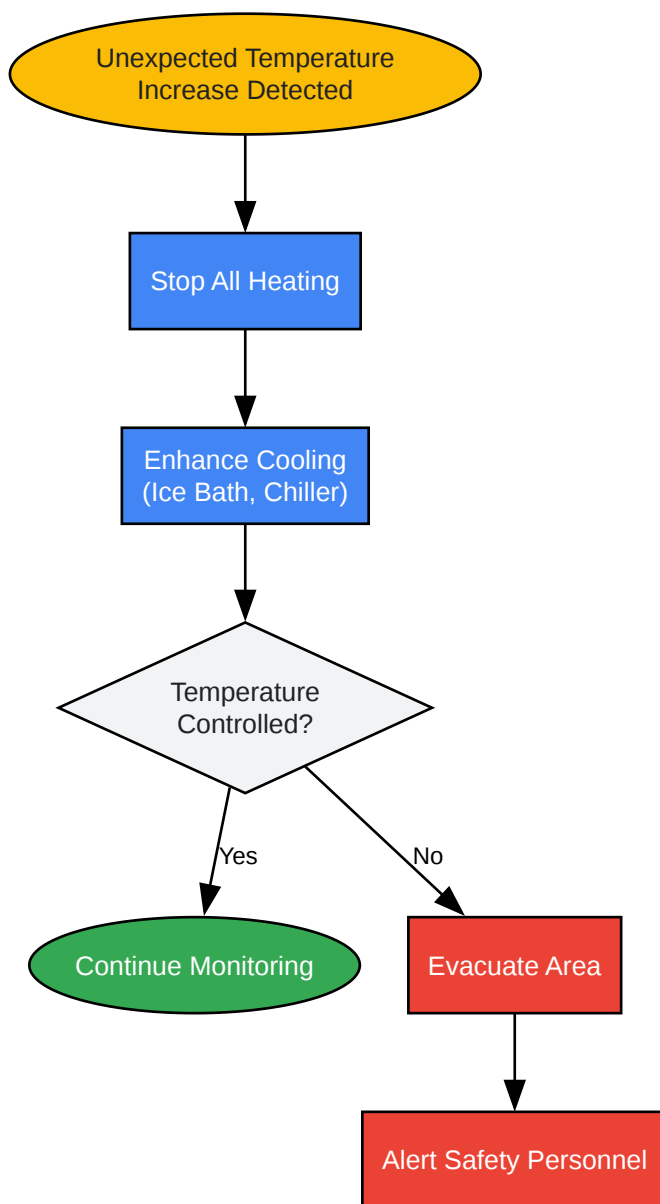 Unexpected Temperature
Increase Detected
Stop All Heating
Enhance Cooling
(Ice Bath, Chiller)
Temperature
Controlled?
Yes
No
Continue Monitoring
Evacuate Area
Alert Safety Personnel